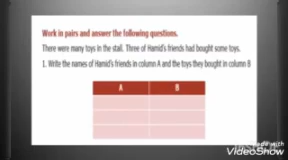 Work in pairs and answer the following questions.
There were many toys in the stall. Three of Hamid's friends had bought some toys.
1. Write the names of Hamid's friends in column A and the toys they bought in column B
A B
Made with
VideoShow